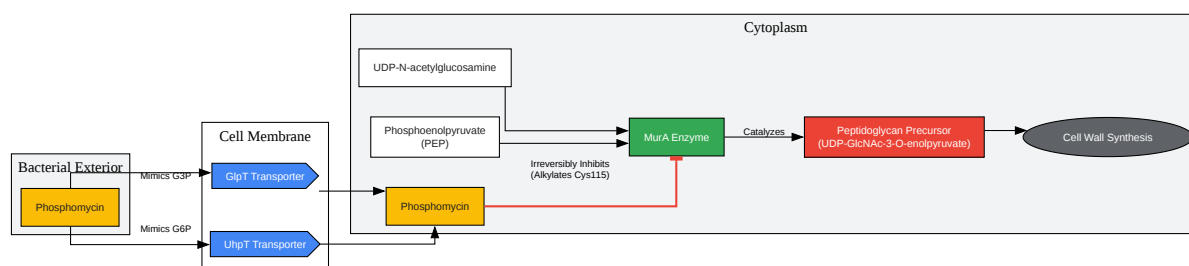 Cytoplasm
UDP-N-acetylglucosamine
Phosphoenolpyruvate
(PEP)
MurA Enzyme
Catalyzes
Peptidoglycan Precursor
(UDP-GlcNAc-3-O-enolpyruvate)
Cell Wall Synthesis
Cell Membrane
Irreversibly Inhibits
(Alkylates Cys115)
Bacterial Exterior
Mimics G3P
GlpT Transporter
Phosphomycin
Phosphomycin
Mimics G6P
UhpT Transporter